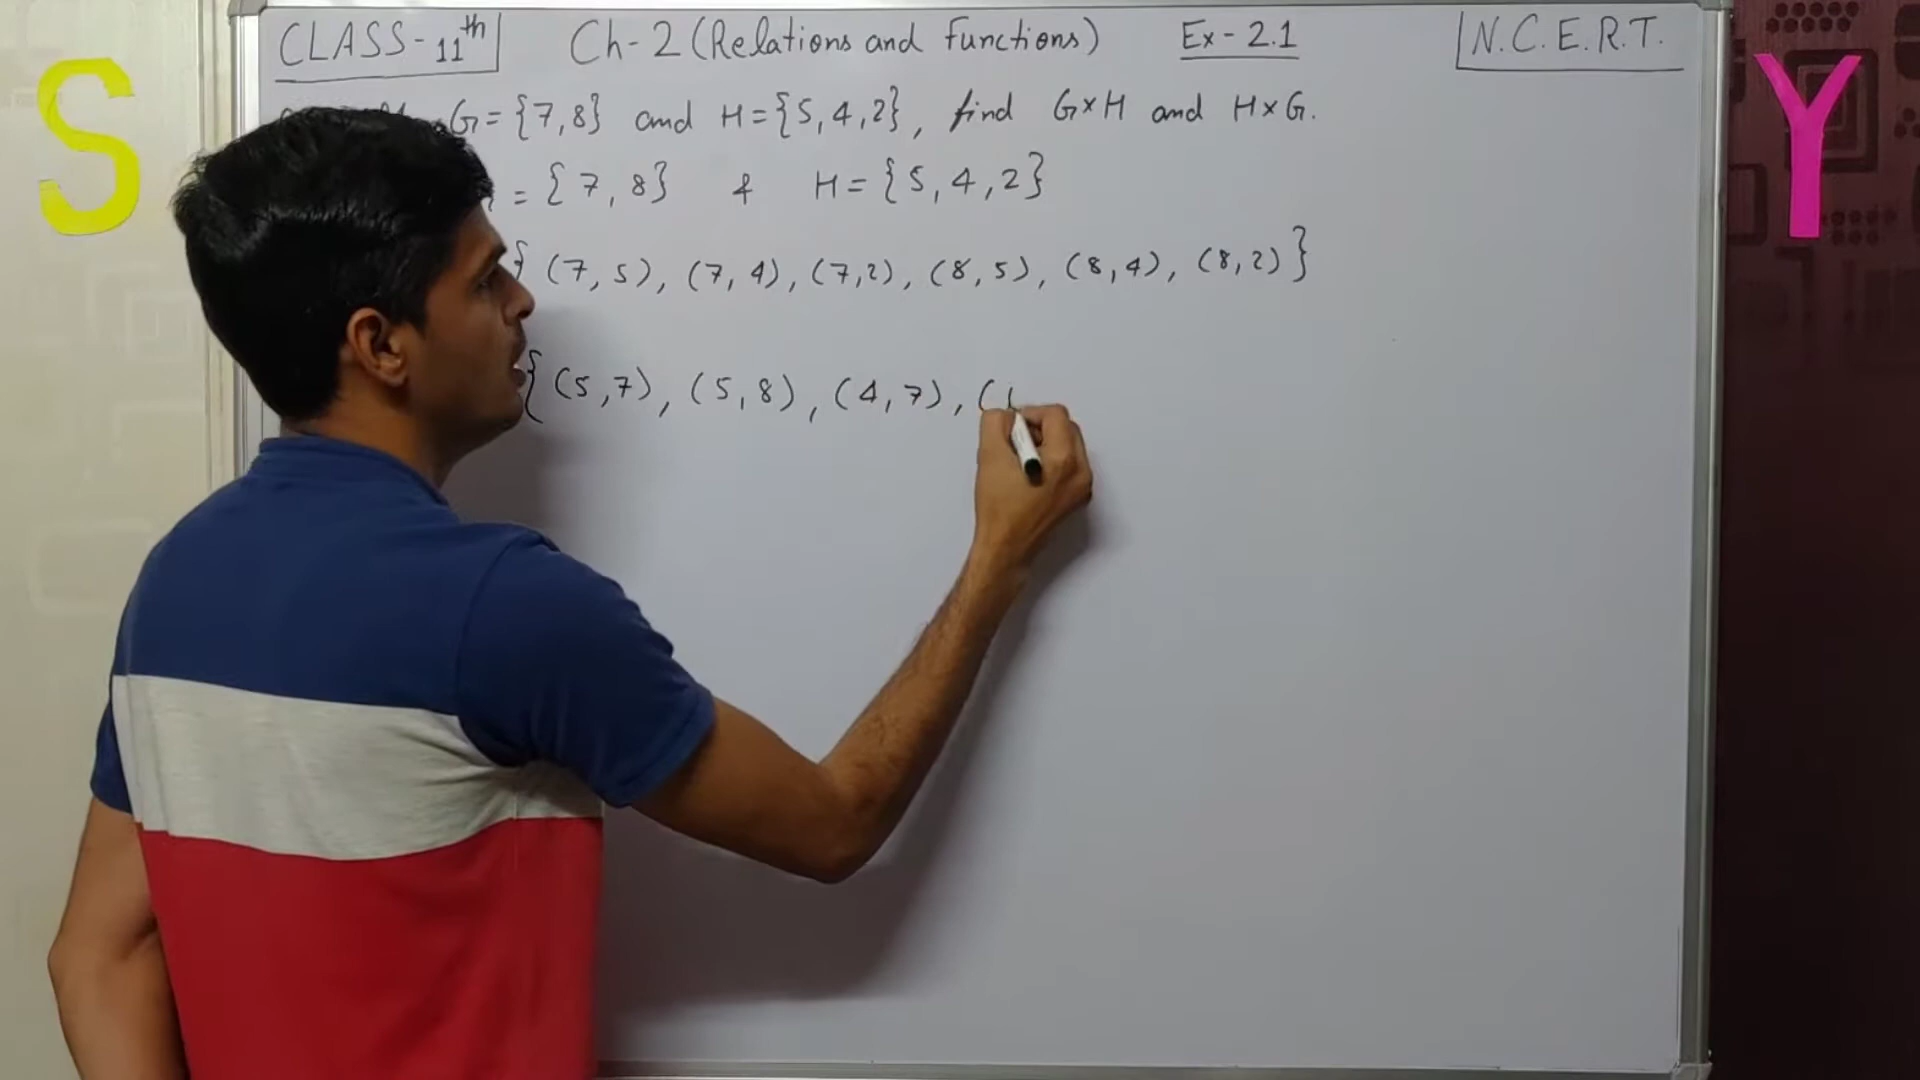 CLASS-11th Ch-2 (Relations and Functions) Ex-2.1 N.C.E.R.T.
S
Y
G={7,8} and H={5,4,2}, find G×H and H×G.
= {7,8} & H={5,4,2}
{(7,5), (7,4), (7,2), (8,5), (8,4), (8,2)}
{(5,7), (5,8), (4,7), (